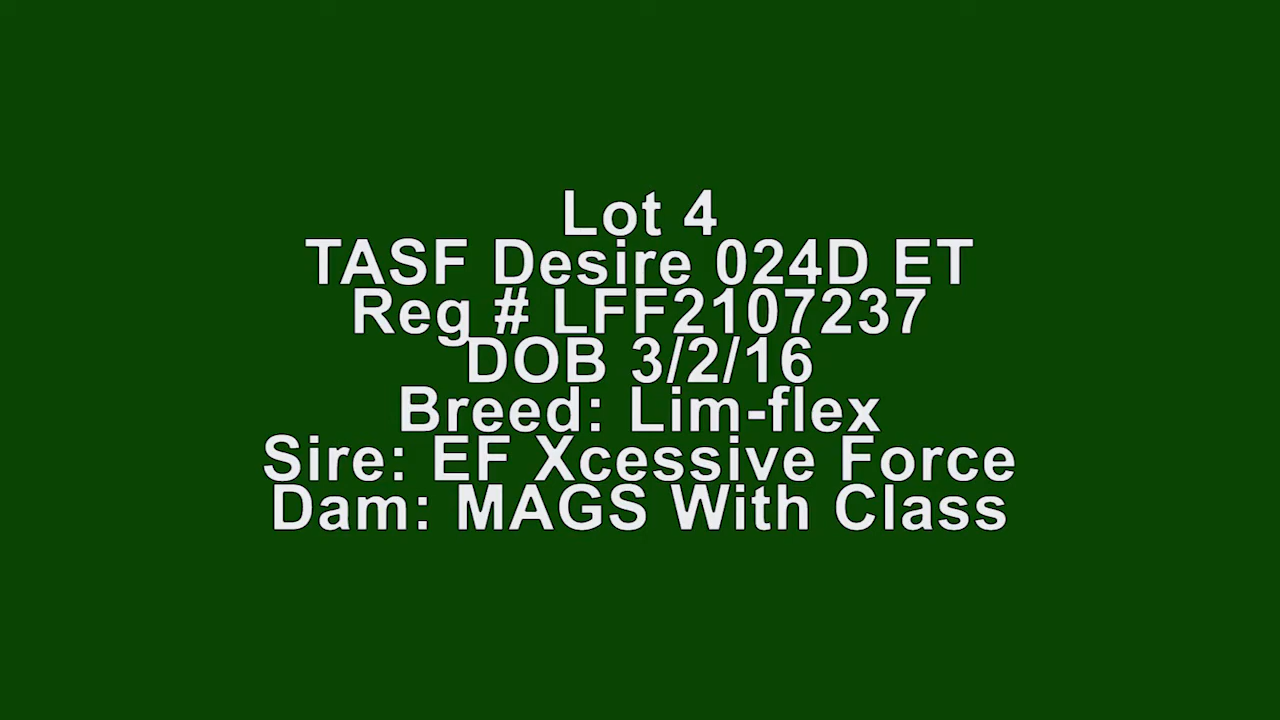 Lot 4
TASF Desire 024D ET
Reg # LFF2107237
DOB 3/2/16
Breed: Lim-flex
Sire: EF Xcessive Force
Dam: MAGS With Class